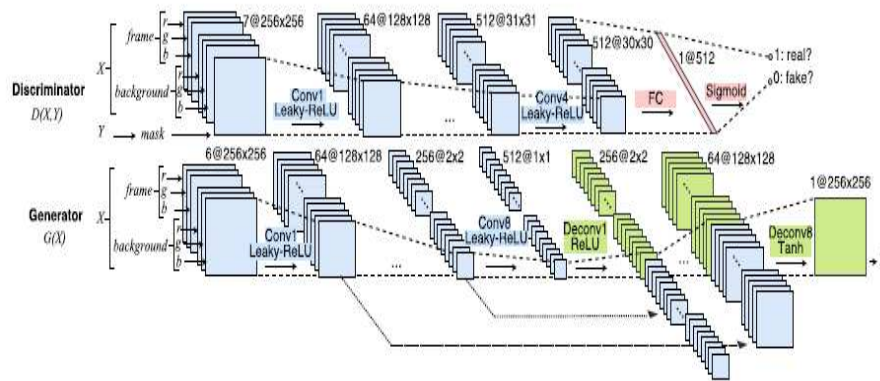 7@256x256 64@128x128 512@31x31 512@30x30 1@512
frame r g b
X
background r g b
Y mask
Discriminator
D(X,Y)
Conv1
Leaky-ReLU
...
Conv4
Leaky-ReLU
FC
Sigmoid
1: real?
0: fake?
6@256x256 64@128x128 256@2x2 512@1x1 256@2x2 64@128x128 1@256x256
frame r g b
X
background r g b
Generator
G(X)
Conv1
Leaky-ReLU
...
Conv8
Leaky-ReLU
Deconv1
ReLU
...
Deconv8
Tanh